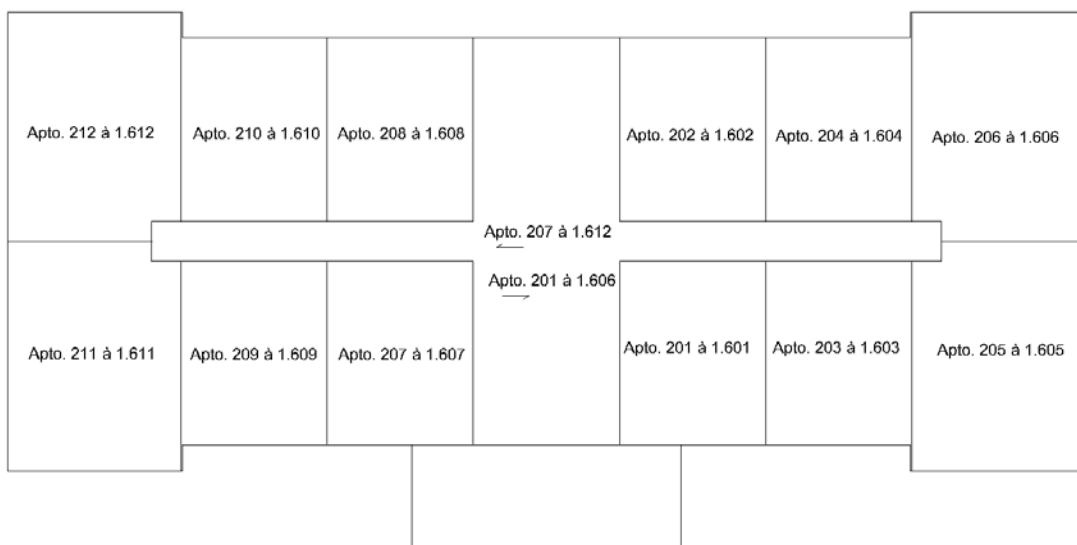 Apto. 212 à 1.612
Apto. 210 à 1.610
Apto. 208 à 1.608
Apto. 202 à 1.602
Apto. 204 à 1.604
Apto. 206 à 1.606
Apto. 207 à 1.612
Apto. 201 à 1.606
Apto. 211 à 1.611
Apto. 209 à 1.609
Apto. 207 à 1.607
Apto. 201 à 1.601
Apto. 203 à 1.603
Apto. 205 à 1.605